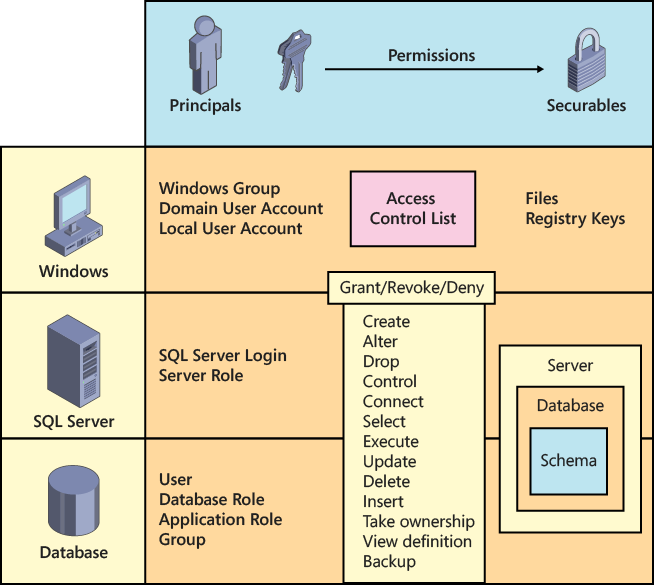 Permissions
Principals
Securables
Windows Group
Domain User Account
Local User Account
Access
Control List
Files
Registry Keys
Windows
Grant/Revoke/Deny
Create
Alter
Drop
Control
Connect
Select
Execute
Update
Delete
Insert
Take ownership
View definition
Backup
SQL Server Login
Server Role
SQL Server
Server
Database
Schema
User
Database Role
Application Role
Group
Database